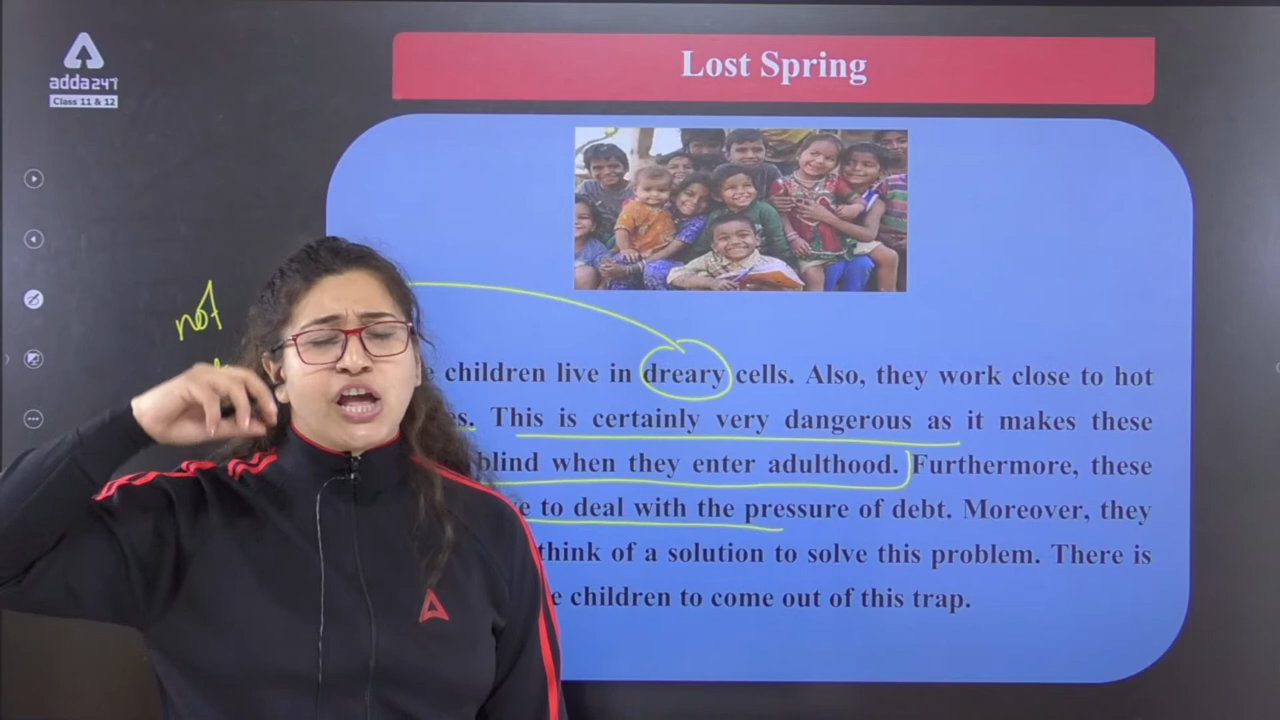 adda247
Class 11 & 12
Lost Spring
not
children live in dreary cells. Also, they work close to hot
This is certainly very dangerous as it makes these
blind when they enter adulthood. Furthermore, these
to deal with the pressure of debt. Moreover, they
think of a solution to solve this problem. There is
children to come out of this trap.